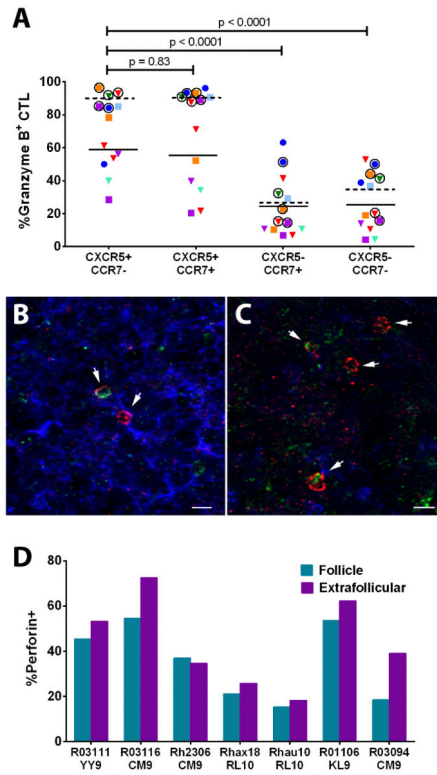 A
p < 0.0001
p < 0.0001
p = 0.83
%Granzyme B+ CTL
100
80
60
40
20
0
CXCR5+ CCR7-
CXCR5+ CCR7+
CXCR5- CCR7+
CXCR5- CCR7-
B
C
D
%Perforin+
80
60
40
20
0
Follicle
Extrafollicular
R03111 YY9
R03116 CM9
Rh2306 CM9
Rhax18 RL10
Rhau10 RL10
R01106 KL9
R03094 CM9